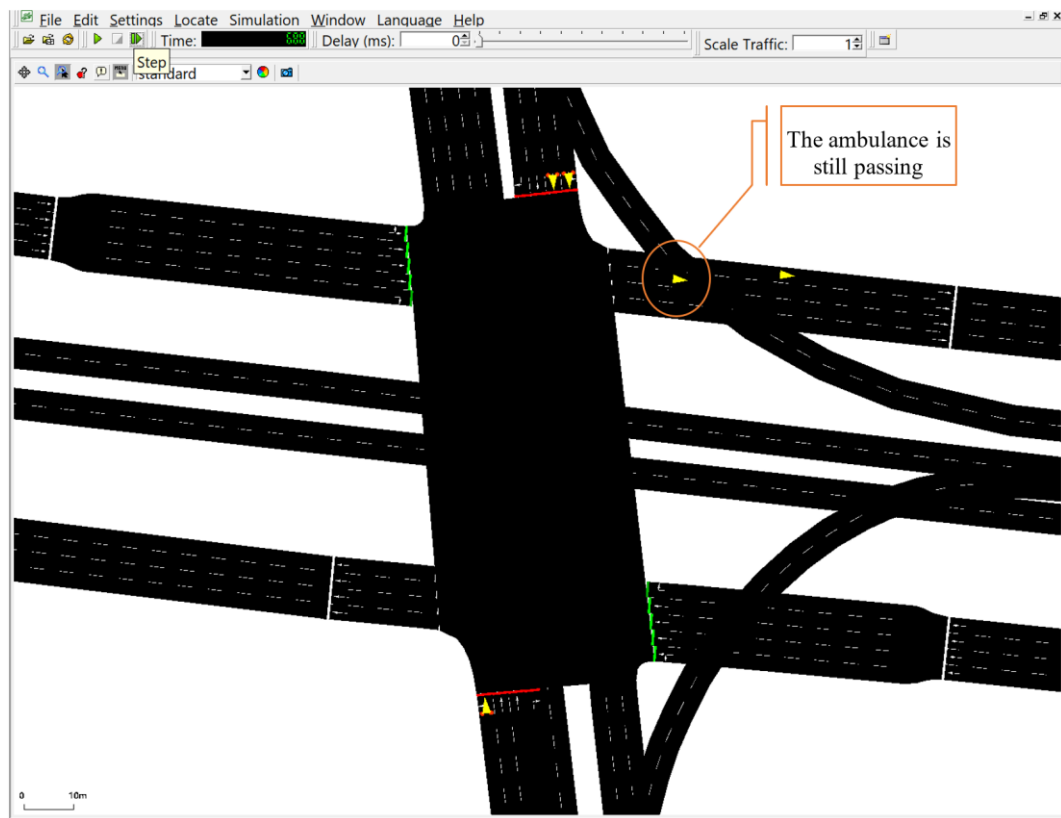 File Edit Settings Locate Simulation Window Language Help
Time: 688 Delay (ms): 0 Scale Traffic: 1
Step
standard
The ambulance is
still passing
0 10m